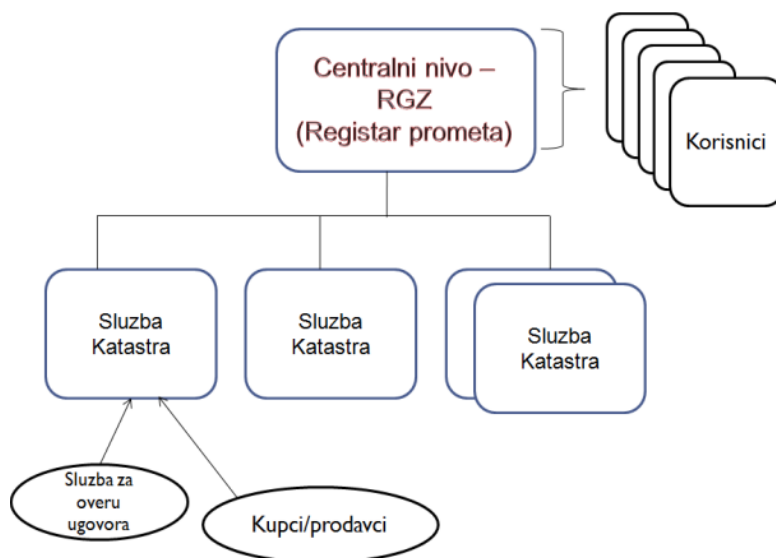 Centralni nivo –
RGZ
(Registar prometa)
Korisnici
Sluzba
Katastra
Sluzba
Katastra
Sluzba
Katastra
Sluzba za
overu
ugovora
Kupci/prodavci